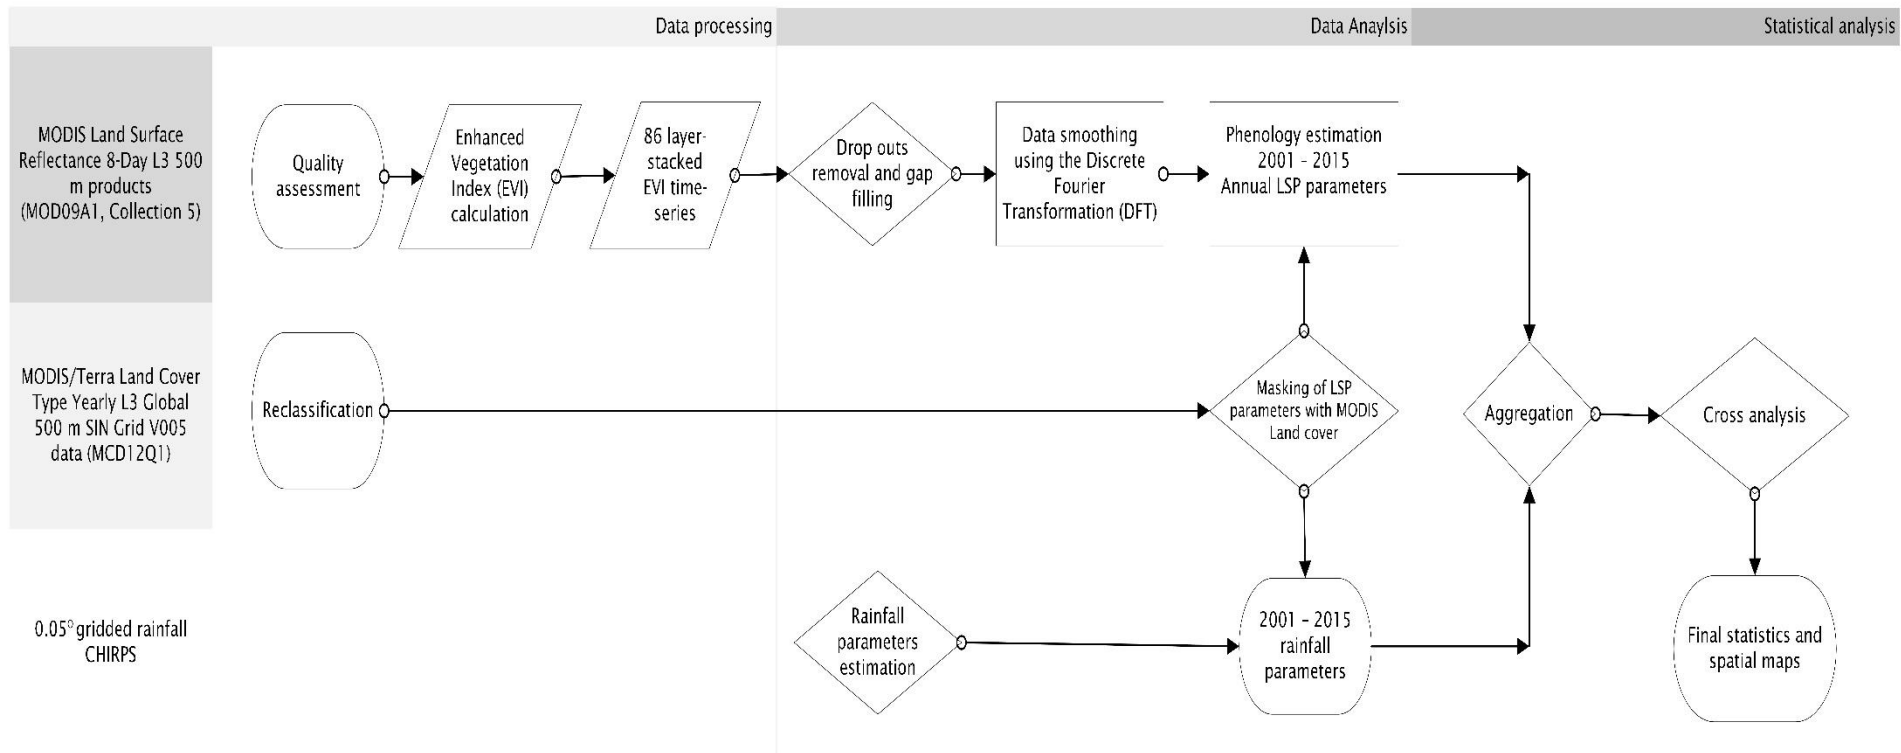 Data processing
Data Anaylsis
Statistical analysis
MODIS Land Surface
Reflectance 8-Day L3 500
m products
(MOD09A1, Collection 5)
Quality
assessment
Enhanced
Vegetation
Index (EVI)
calculation
86 layer-
stacked
EVI time-
series
Drop outs
removal and gap
filling
Data smoothing
using the Discrete
Fourier
Transformation (DFT)
Phenology estimation
2001 - 2015
Annual LSP parameters
MODIS/Terra Land Cover
Type Yearly L3 Global
500 m SIN Grid V005
data (MCD12Q1)
Reclassification
Masking of LSP
parameters with MODIS
Land cover
Aggregation
Cross analysis
0.05° gridded rainfall
CHIRPS
Rainfall
parameters
estimation
2001 - 2015
rainfall
parameters
Final statistics and
spatial maps